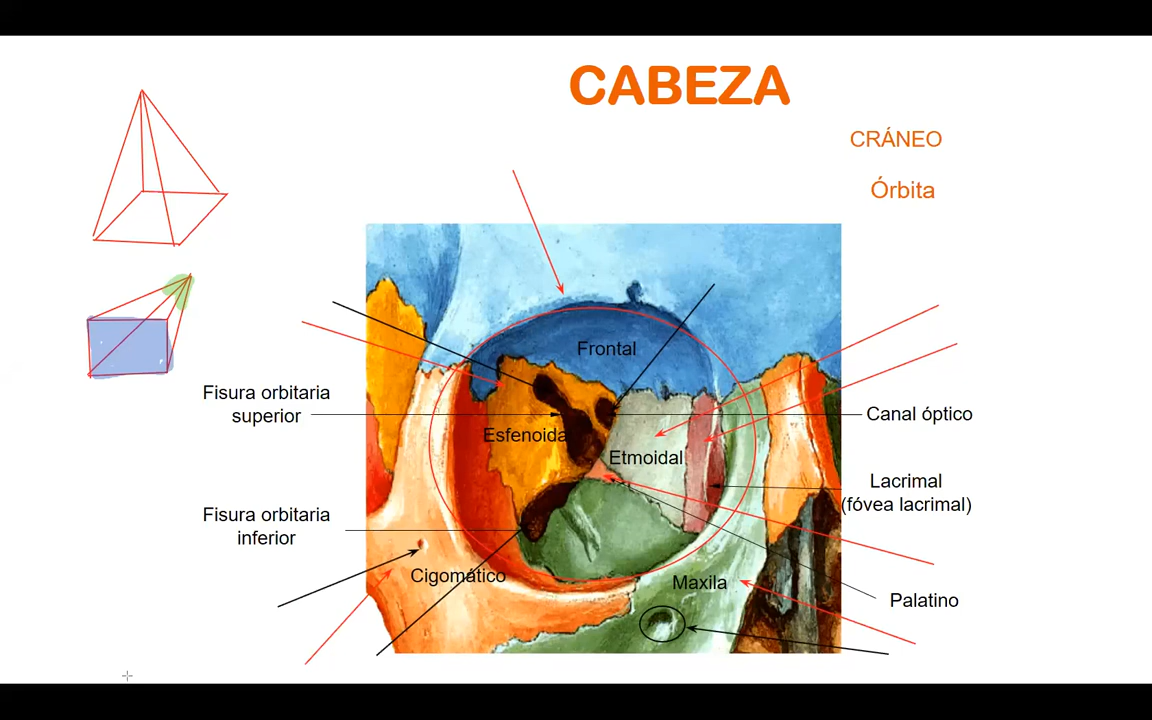 CABEZA
CRÁNEO
Órbita
Frontal
Fisura orbitaria
superior
Canal óptico
Esfenoida
Etmoidal
Lacrimal
(fóvea lacrimal)
Fisura orbitaria
inferior
Cigomático
Maxila
Palatino